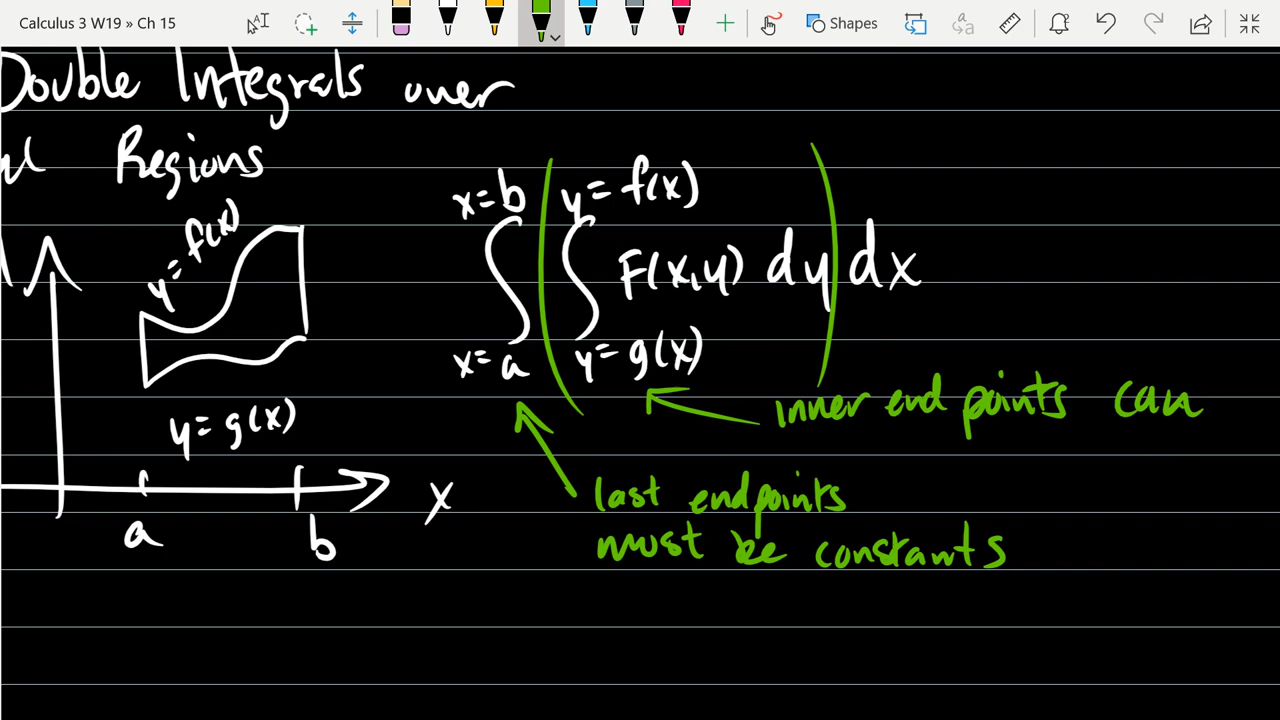 Calculus 3 W19 » Ch 15
Shapes
Double Integrals over
Regions
y = f(x)
y = g(x)
a
b
x
x = b
y = f(x)
∫ ( ∫ F(x,y) dy ) dx
x = a
y = g(x)
inner end points can
last endpoints
must be constants